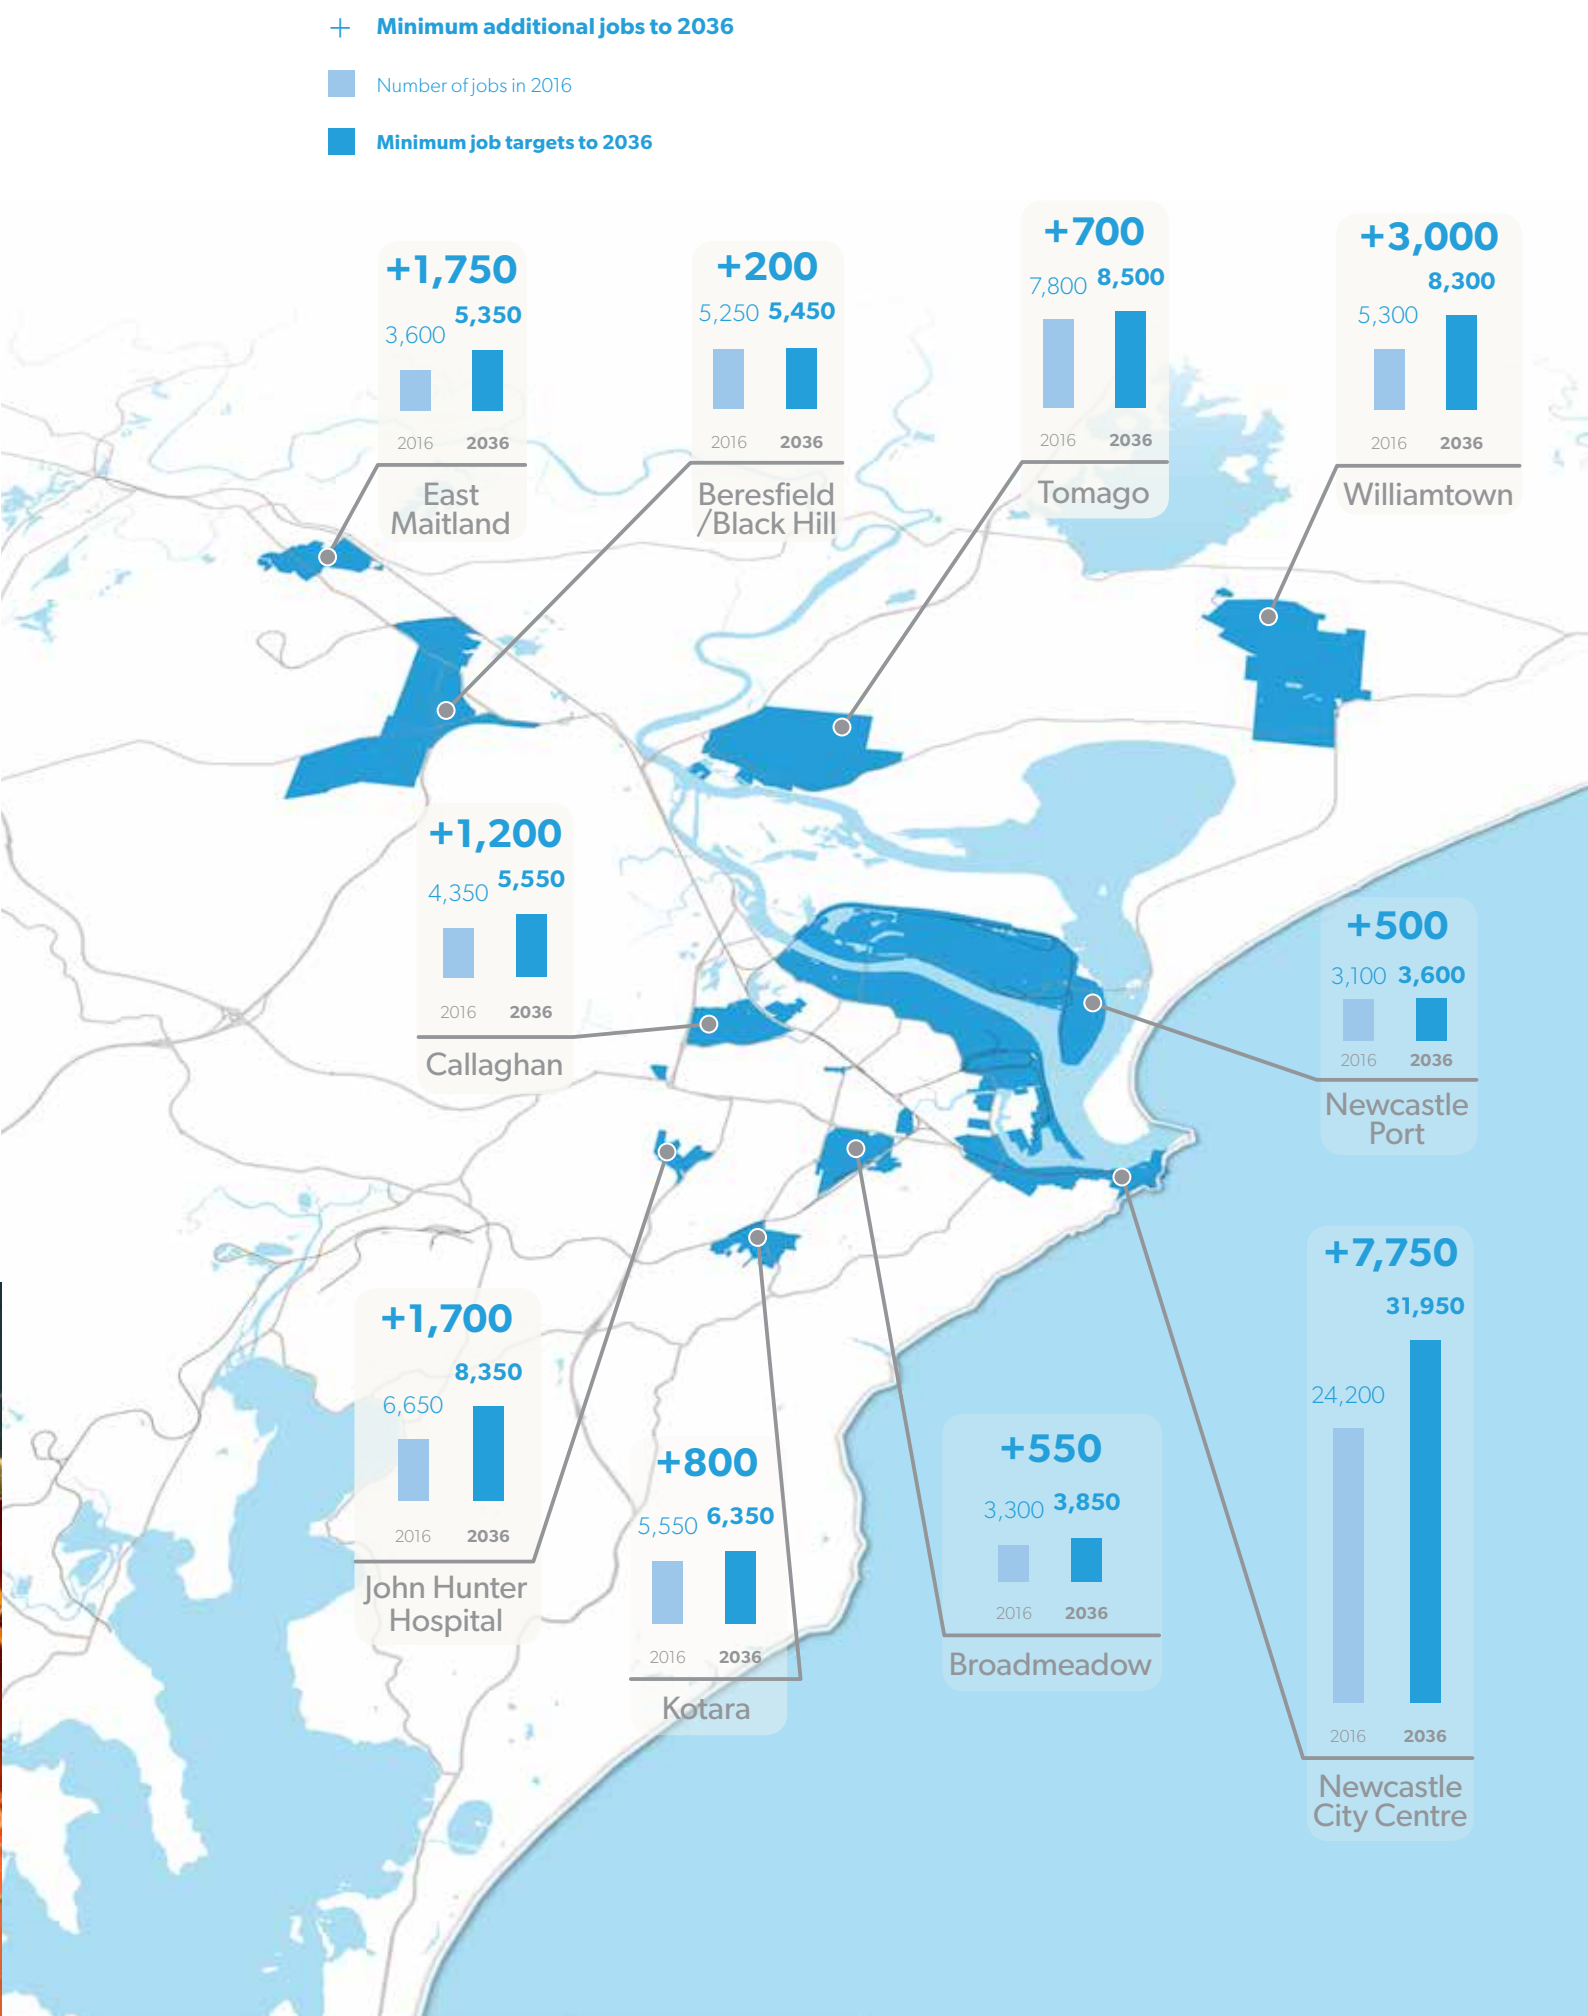 + Minimum additional jobs to 2036
Number of jobs in 2016
Minimum job targets to 2036
+1,750
3,600 5,350
2016 2036
East
Maitland
+200
5,250 5,450
2016 2036
Beresfield
/Black Hill
+700
7,800 8,500
2016 2036
Tomago
+3,000
5,300 8,300
2016 2036
Williamtown
+1,200
4,350 5,550
2016 2036
Callaghan
+500
3,100 3,600
2016 2036
Newcastle
Port
+1,700
6,650 8,350
2016 2036
John Hunter
Hospital
+800
5,550 6,350
2016 2036
Kotara
+550
3,300 3,850
2016 2036
Broadmeadow
+7,750
24,200 31,950
2016 2036
Newcastle
City Centre